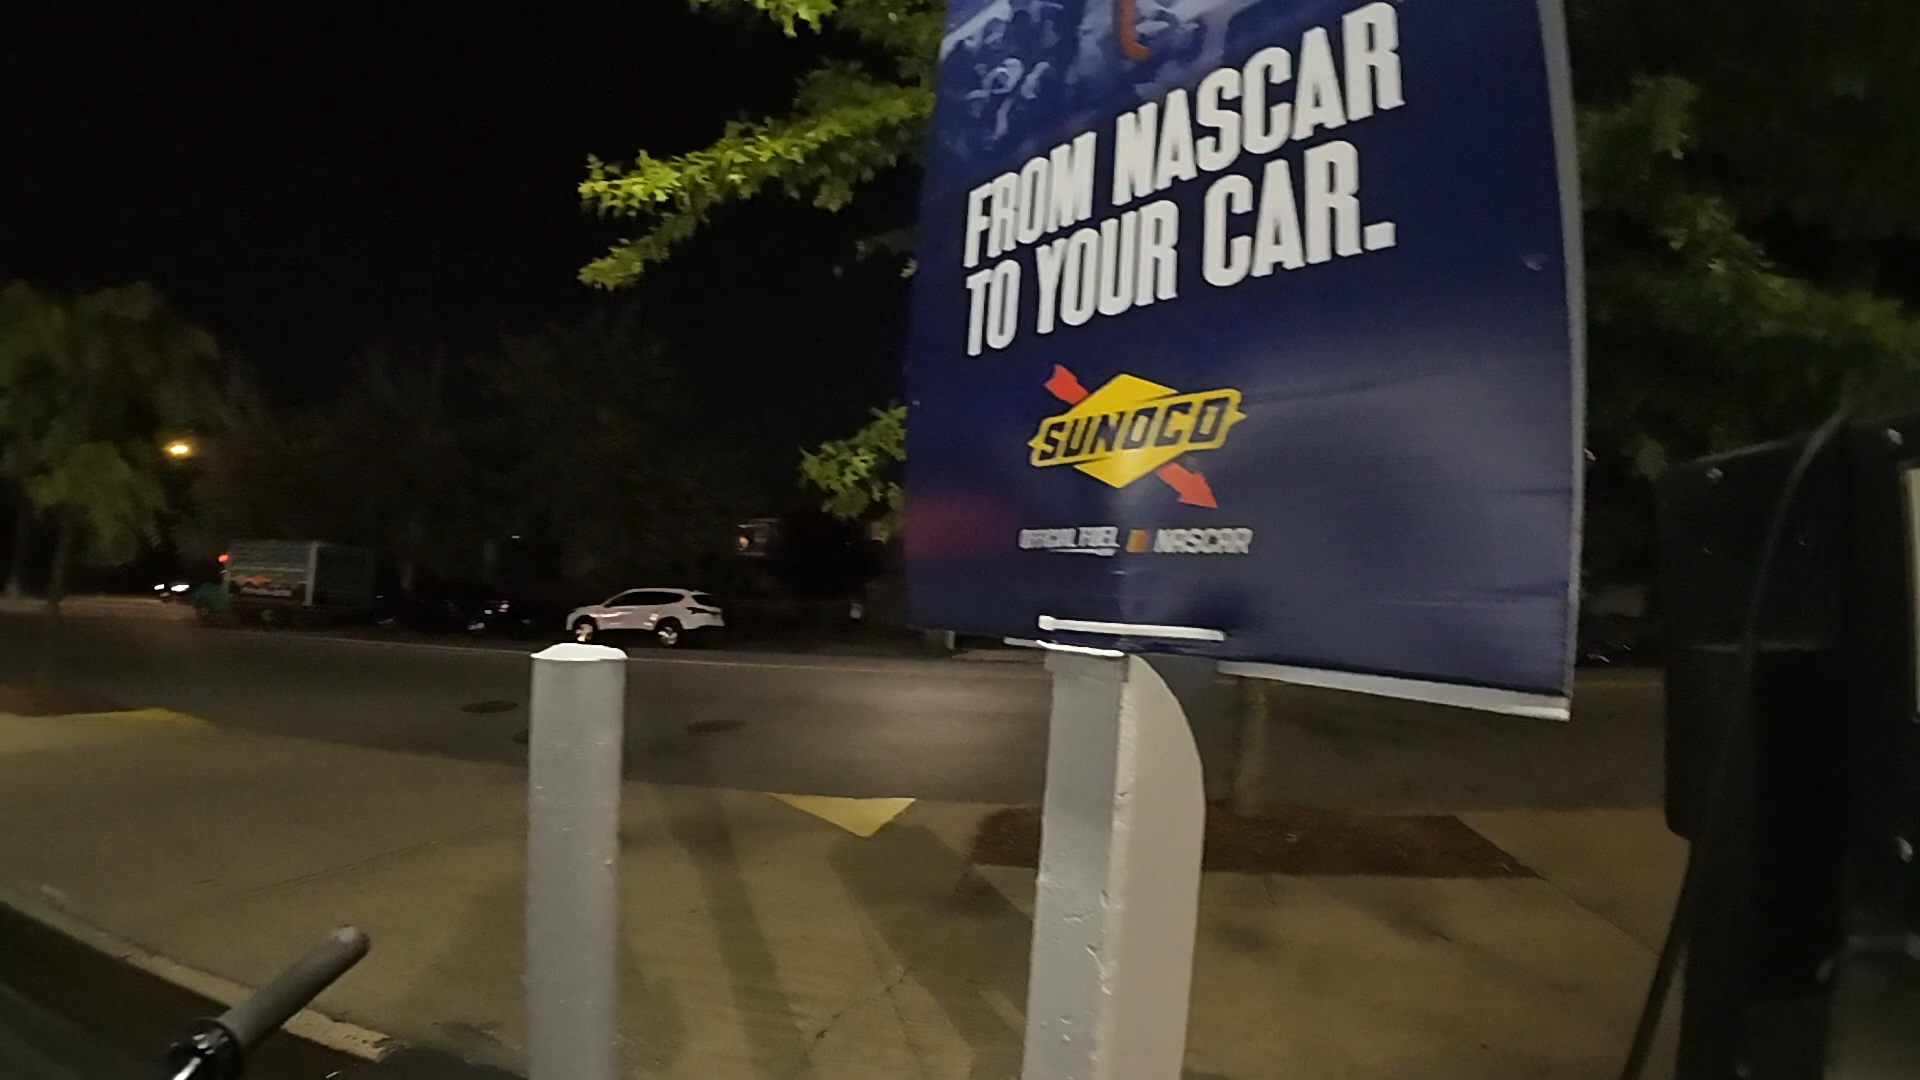 FROM NASCAR
TO YOUR CAR.
SUNOCO
OFFICIAL FUEL NASCAR